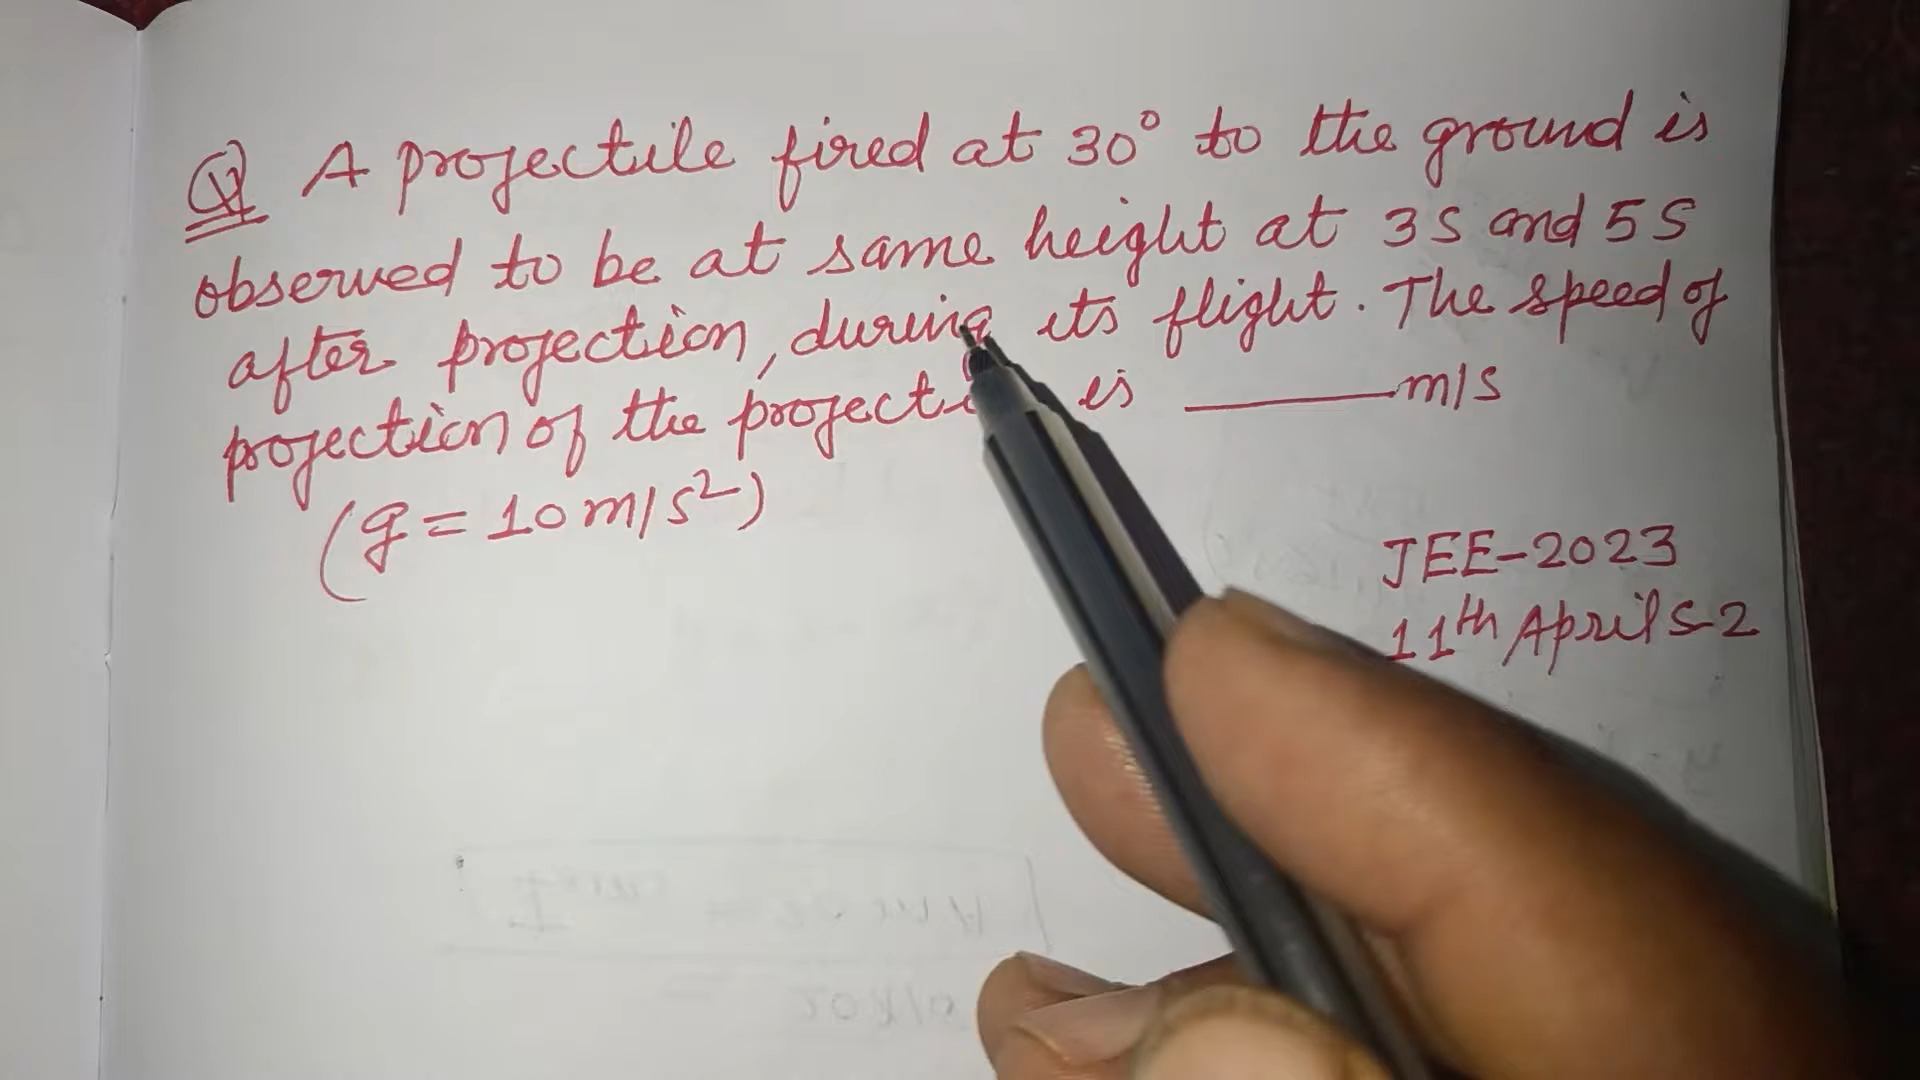 Q A projectile fired at 30° to the ground is
observed to be at same height at 3S and 5S
after projection, during its flight. The speed of
projection of the is ———— m/s
(g = 10 m/s²)
JEE-2023
11th April S-2